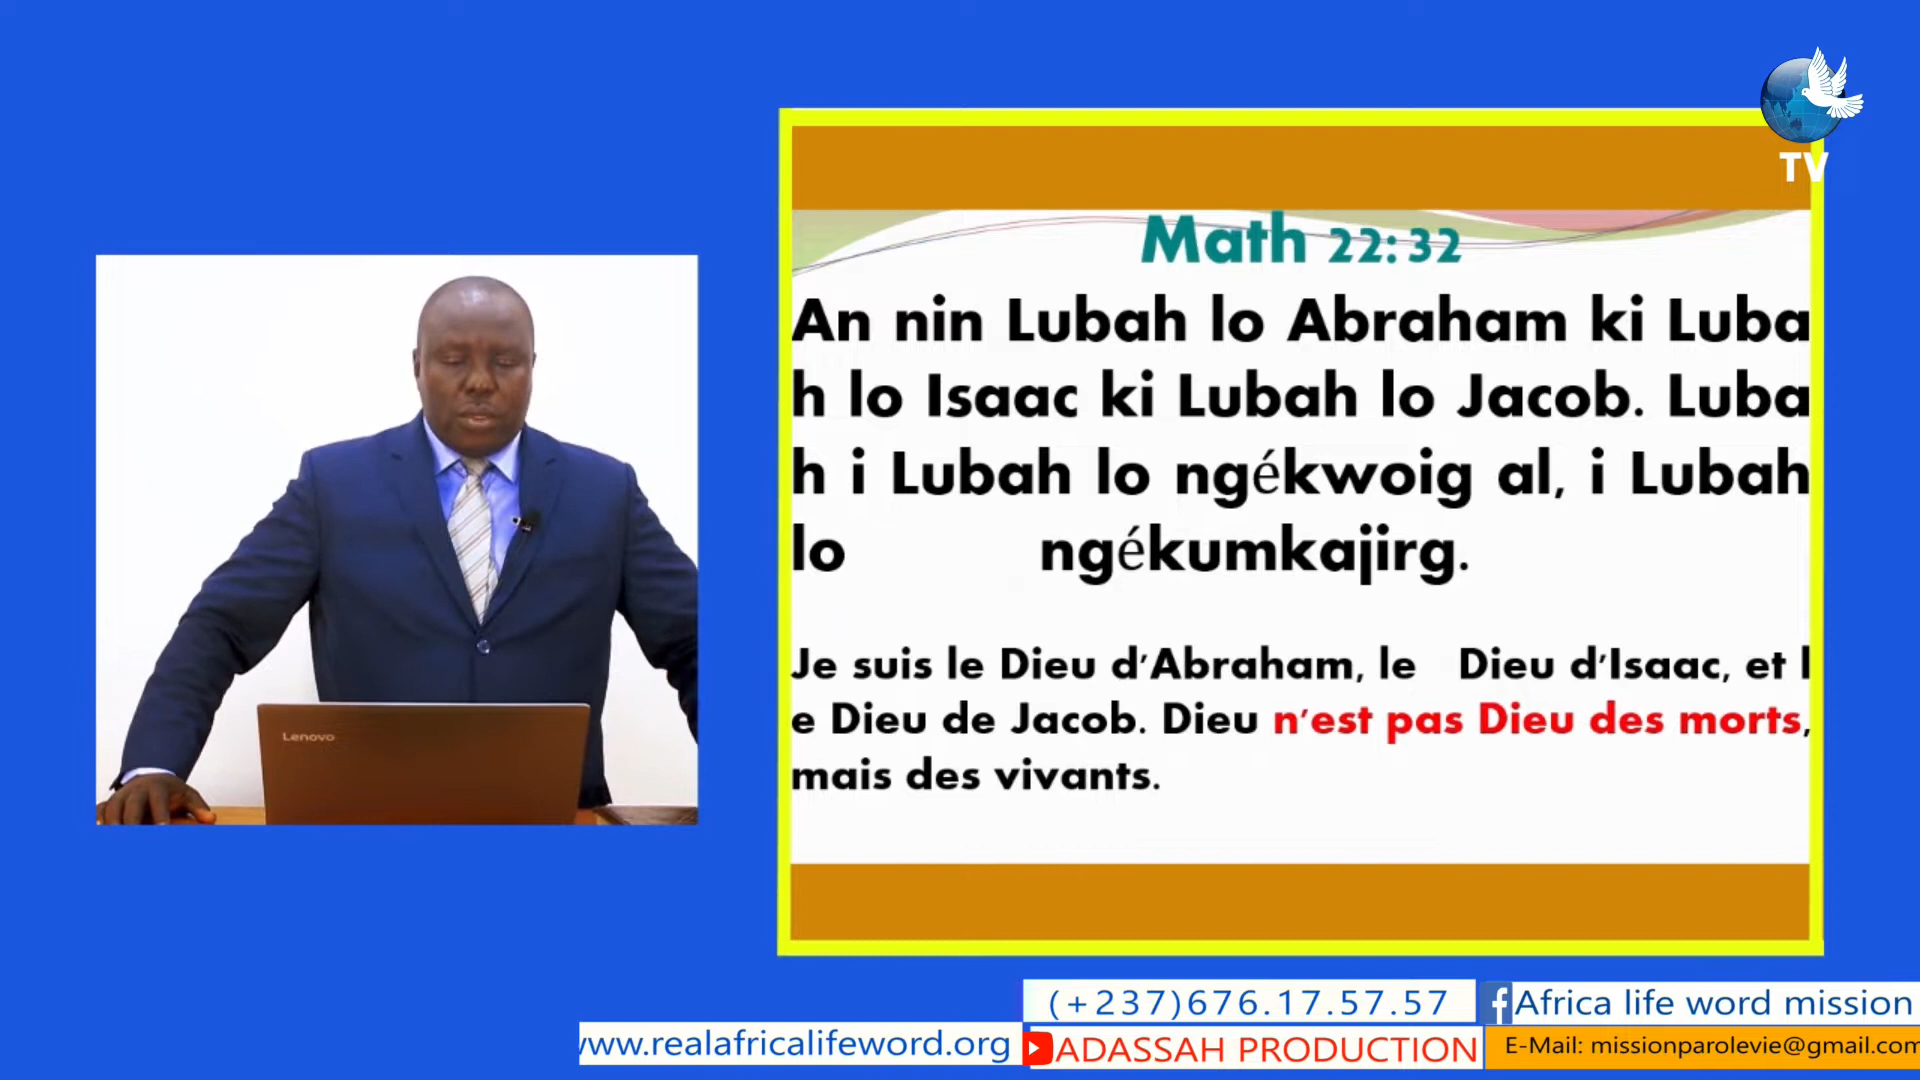 TV
Math 22:32
An nin Lubah lo Abraham ki Luba
h lo Isaac ki Lubah lo Jacob. Luba
h i Lubah lo ngékwoig al, i Lubah
lo ngékumkajirg.
Je suis le Dieu d'Abraham, le Dieu d'Isaac, et l
e Dieu de Jacob. Dieu n'est pas Dieu des morts,
mais des vivants.
Lenovo
(+237)676.17.57.57
Africa life word mission
www.realafricalifeword.org
ADASSAH PRODUCTION
E-Mail: missionparolevie@gmail.com